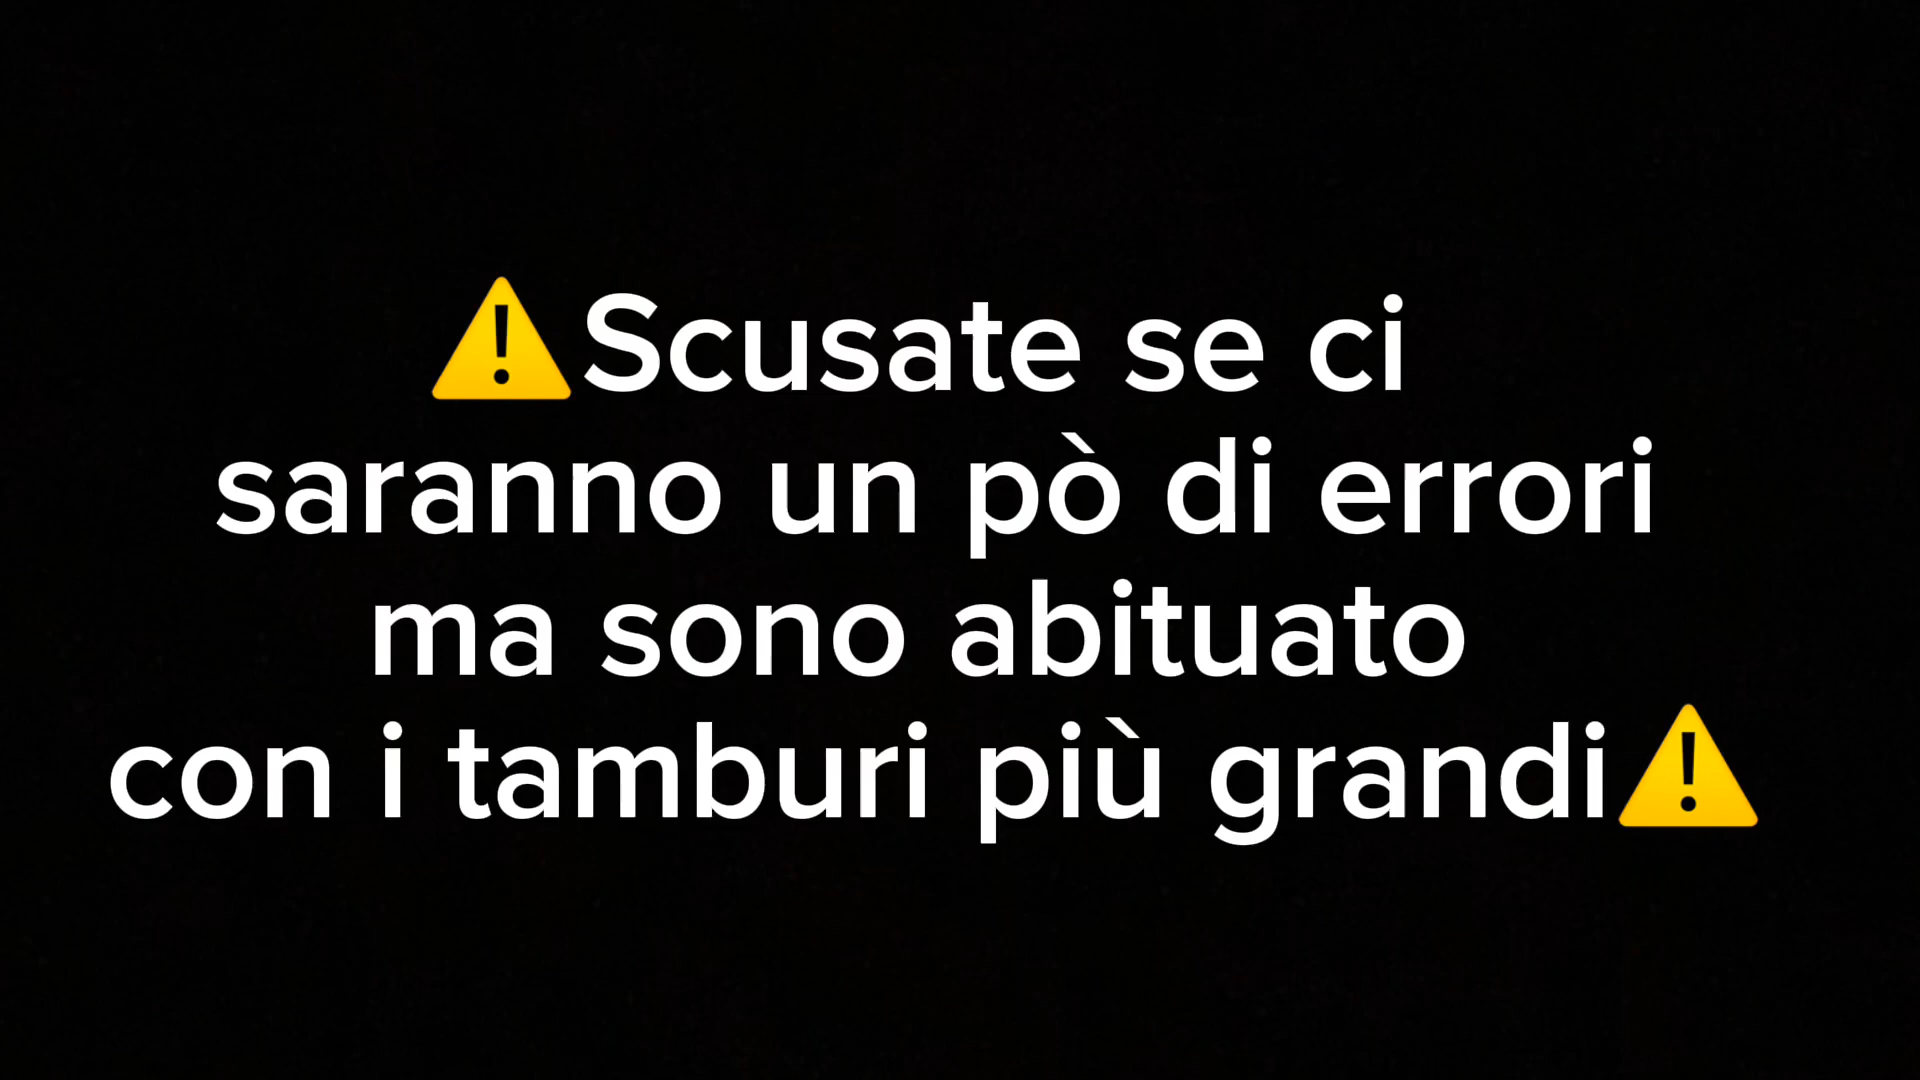 ⚠️Scusate se ci
saranno un pò di errori
ma sono abituato
con i tamburi più grandi⚠️